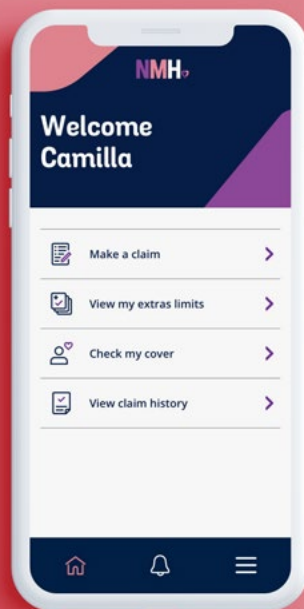 NMH
Welcome
Camilla
Make a claim
View my extras limits
Check my cover
View claim history